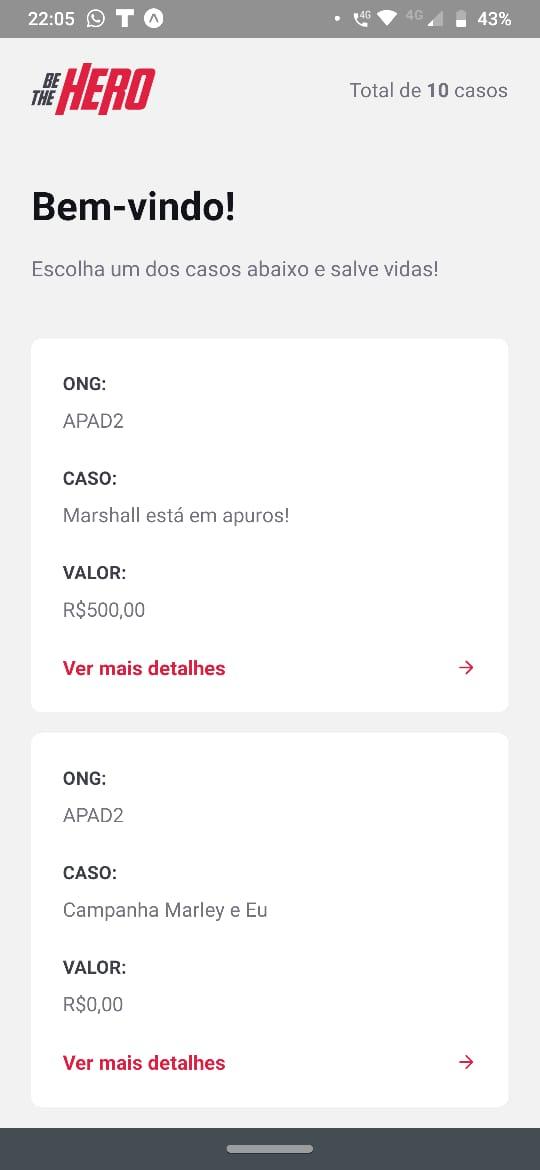 22:05
4G
4G
43%
BE
THE HERO
Total de 10 casos
Bem-vindo!
Escolha um dos casos abaixo e salve vidas!
ONG:
APAD2
CASO:
Marshall está em apuros!
VALOR:
R$500,00
Ver mais detalhes
ONG:
APAD2
CASO:
Campanha Marley e Eu
VALOR:
R$0,00
Ver mais detalhes